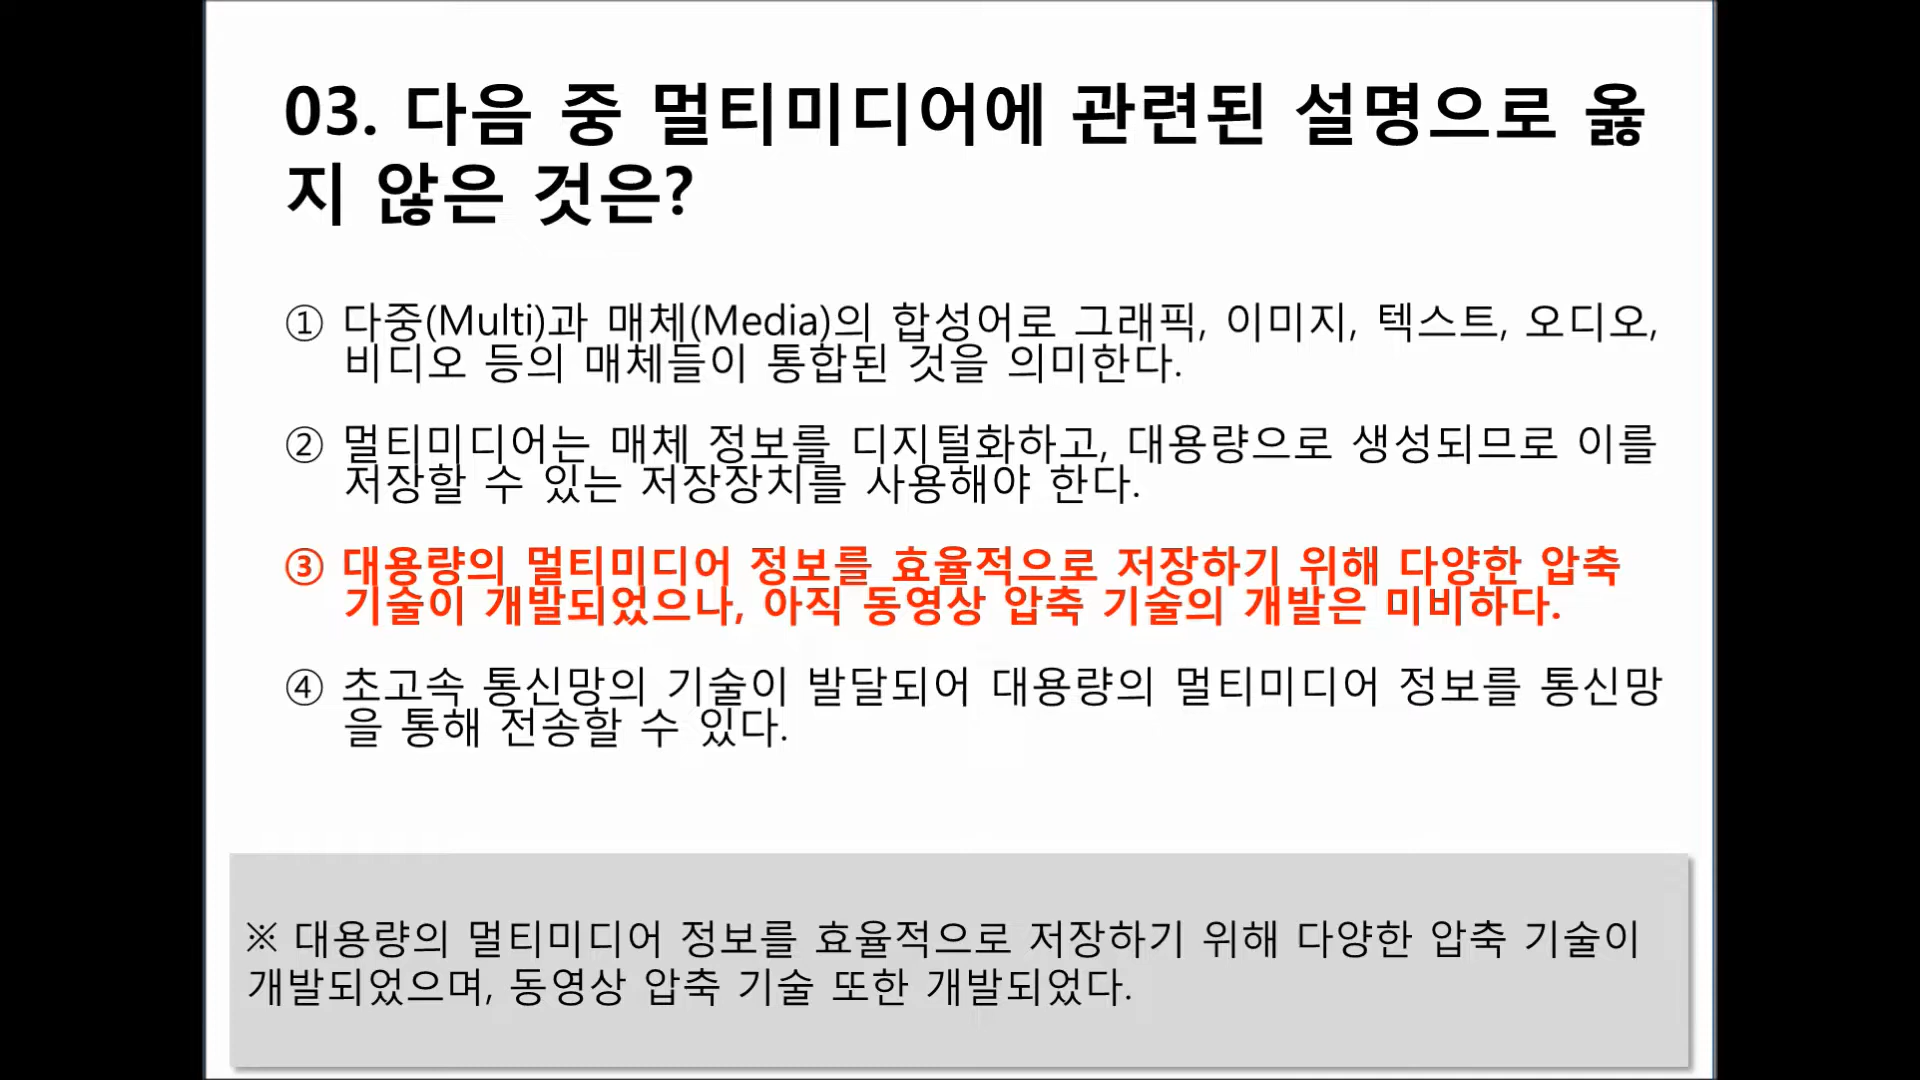 03. 다음 중 멀티미디어에 관련된 설명으로 옳
지 않은 것은?
① 다중(Multi)과 매체(Media)의 합성어로 그래픽, 이미지, 텍스트, 오디오,
비디오 등의 매체들이 통합된 것을 의미한다.
② 멀티미디어는 매체 정보를 디지털화하고, 대용량으로 생성되므로 이를
저장할 수 있는 저장장치를 사용해야 한다.
③ 대용량의 멀티미디어 정보를 효율적으로 저장하기 위해 다양한 압축
기술이 개발되었으나, 아직 동영상 압축 기술의 개발은 미비하다.
④ 초고속 통신망의 기술이 발달되어 대용량의 멀티미디어 정보를 통신망
을 통해 전송할 수 있다.
※ 대용량의 멀티미디어 정보를 효율적으로 저장하기 위해 다양한 압축 기술이
개발되었으며, 동영상 압축 기술 또한 개발되었다.